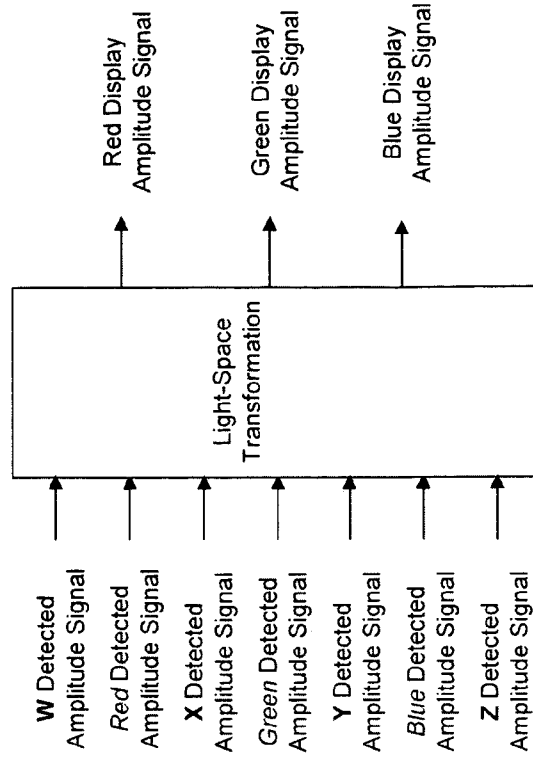 W Detected
Amplitude Signal
Red Detected
Amplitude Signal
X Detected
Amplitude Signal
Green Detected
Amplitude Signal
Y Detected
Amplitude Signal
Blue Detected
Amplitude Signal
Z Detected
Amplitude Signal
Light-Space
Transformation
Red Display
Amplitude Signal
Green Display
Amplitude Signal
Blue Display
Amplitude Signal